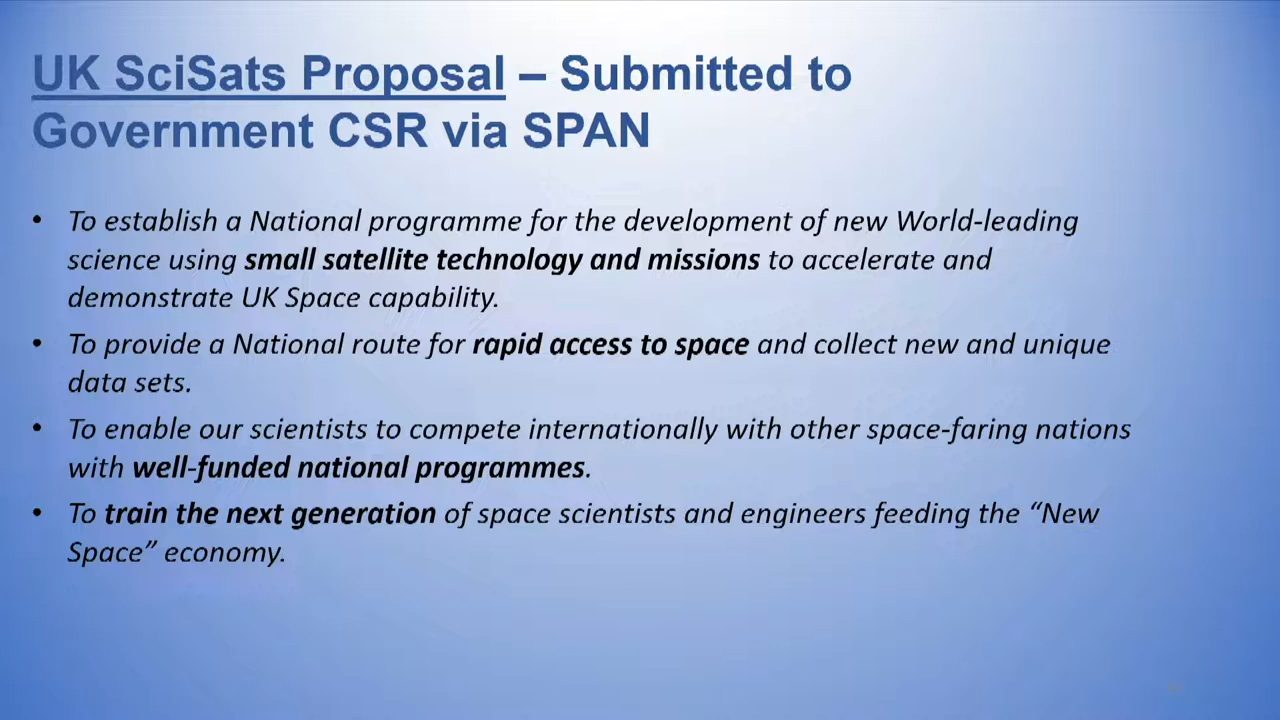 UK SciSats Proposal – Submitted to
Government CSR via SPAN
• To establish a National programme for the development of new World-leading
science using small satellite technology and missions to accelerate and
demonstrate UK Space capability.
• To provide a National route for rapid access to space and collect new and unique
data sets.
• To enable our scientists to compete internationally with other space-faring nations
with well-funded national programmes.
• To train the next generation of space scientists and engineers feeding the “New
Space” economy.